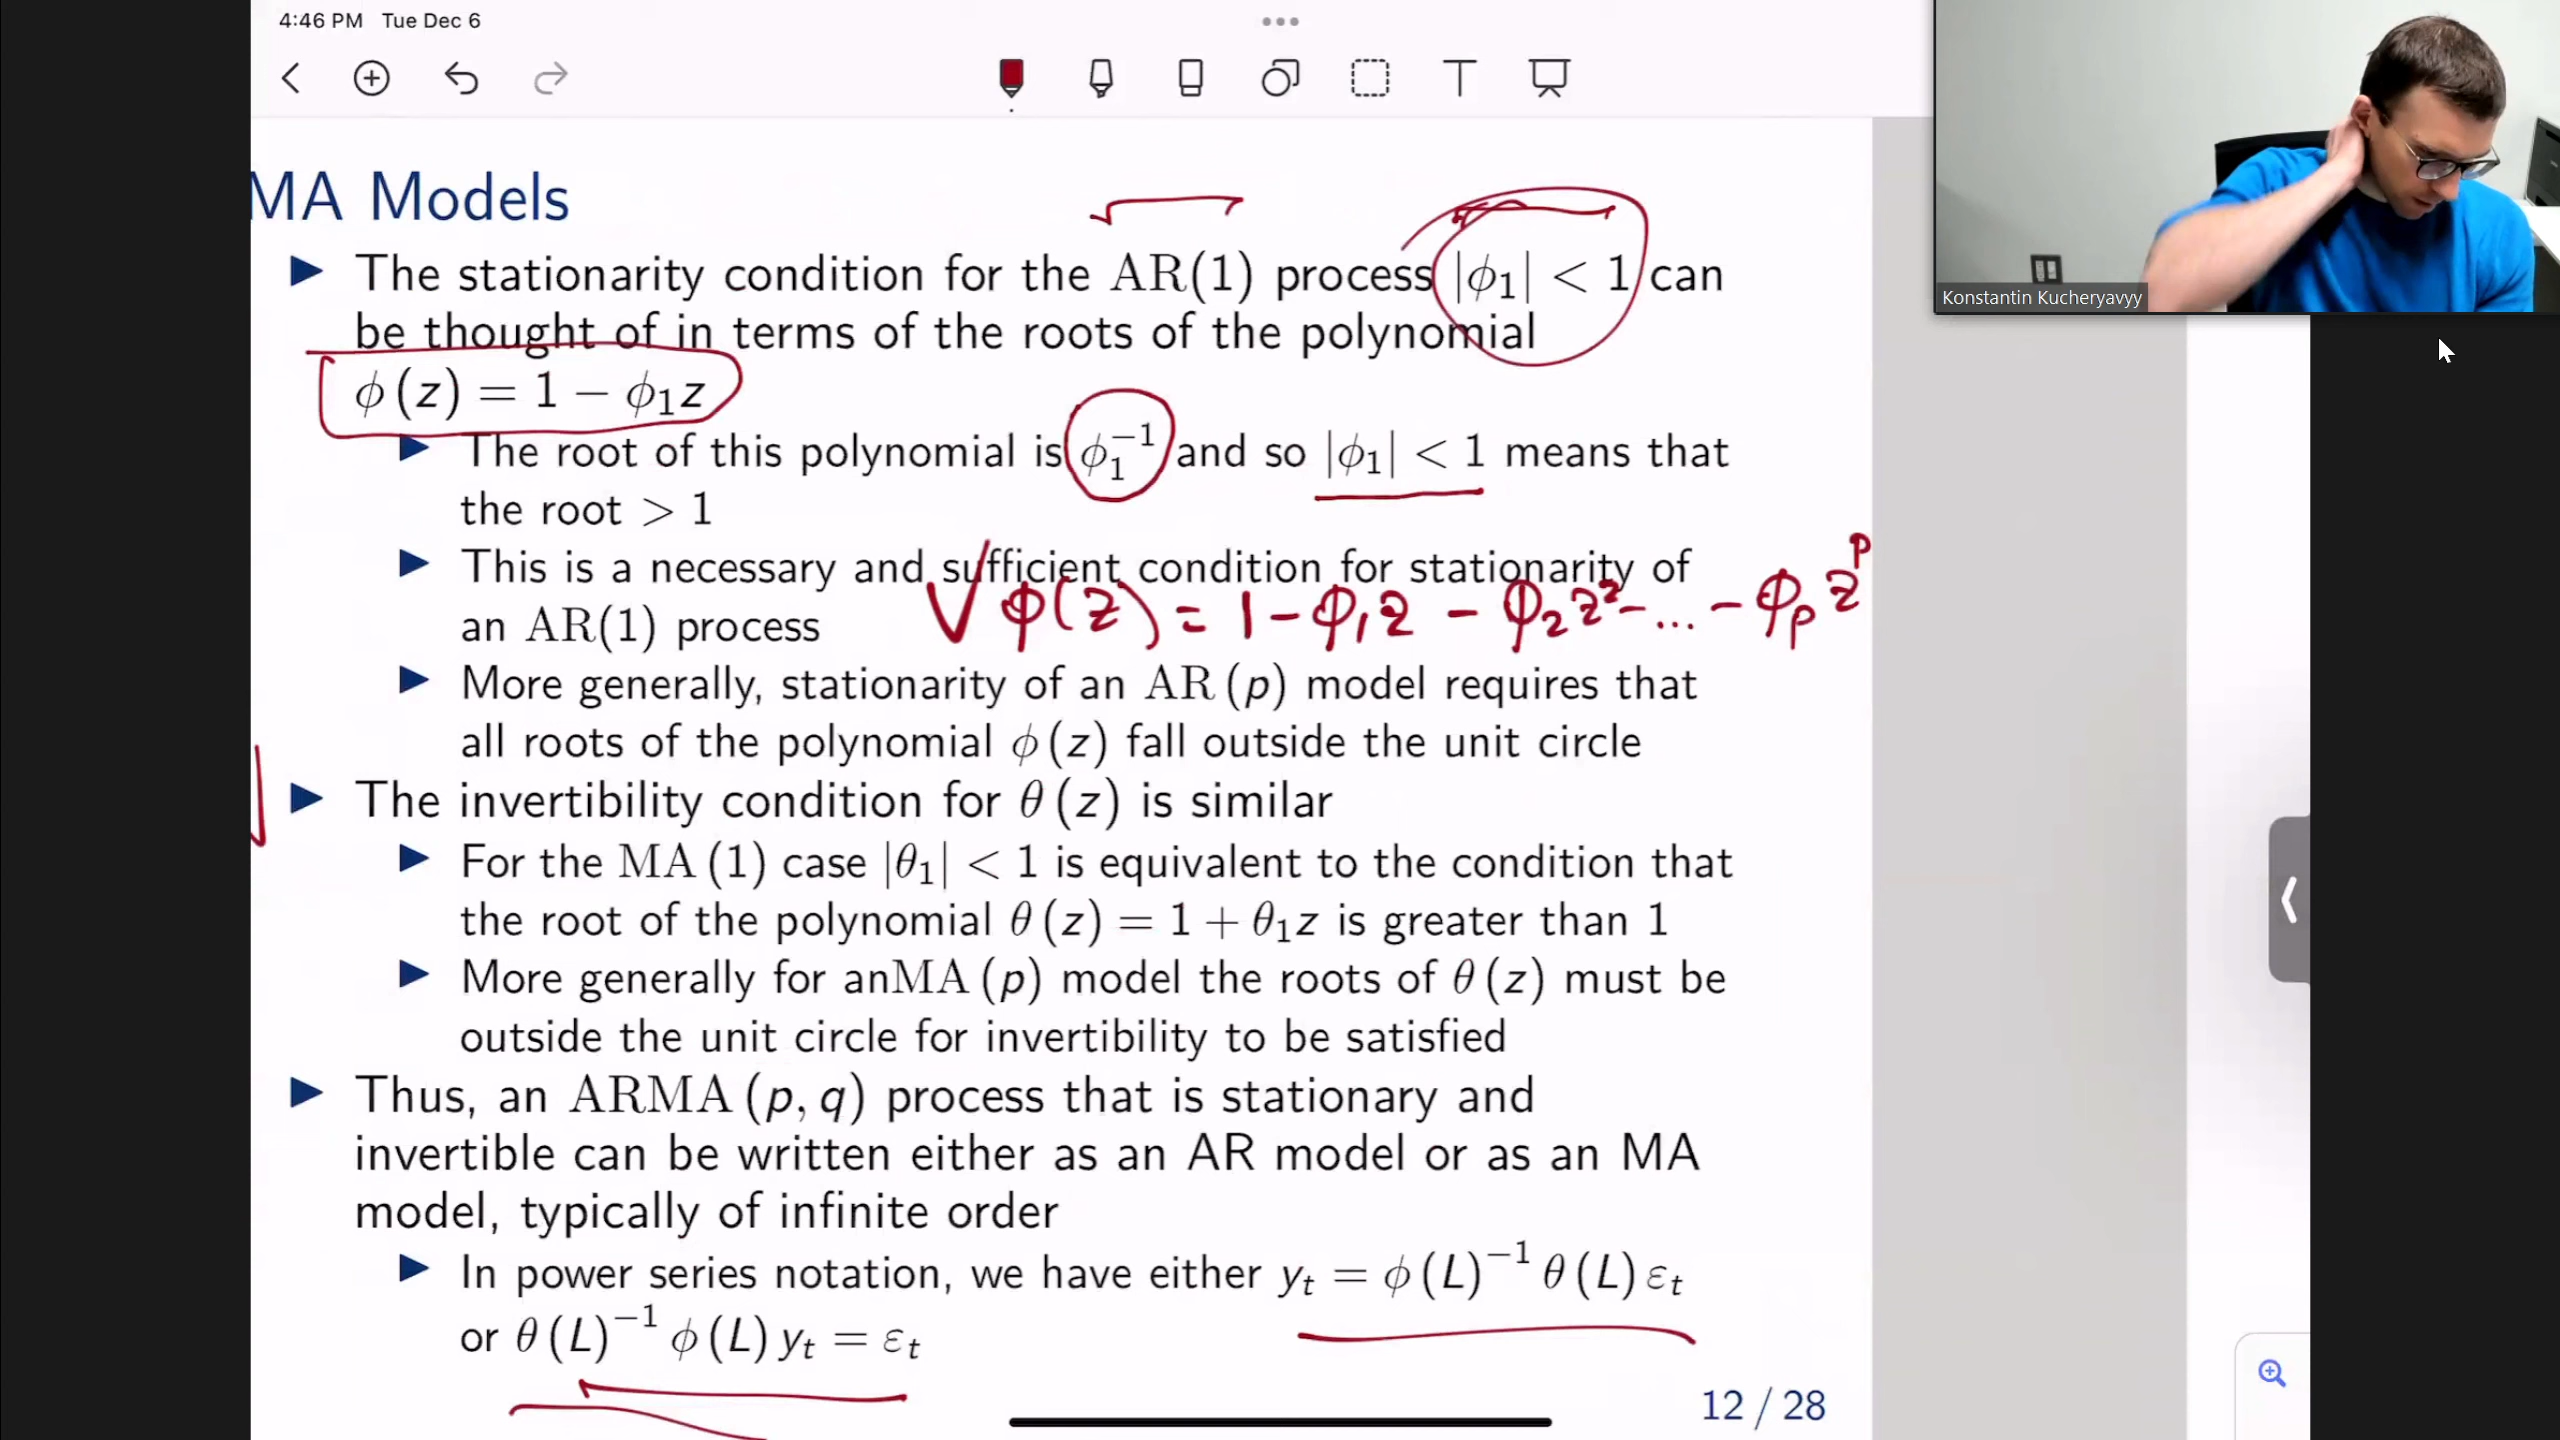 4:46 PM Tue Dec 6
MA Models
▶ The stationarity condition for the AR(1) process |ϕ₁| < 1 can
be thought of in terms of the roots of the polynomial
ϕ(z) = 1 − ϕ₁z
▶ The root of this polynomial is ϕ₁⁻¹ and so |ϕ₁| < 1 means that
the root > 1
▶ This is a necessary and sufficient condition for stationarity of
an AR(1) process
ϕ(z) = 1 − ϕ₁z − ϕ₂z² − ... − ϕₚzᵖ
▶ More generally, stationarity of an AR(p) model requires that
all roots of the polynomial ϕ(z) fall outside the unit circle
▶ The invertibility condition for θ(z) is similar
▶ For the MA(1) case |θ₁| < 1 is equivalent to the condition that
the root of the polynomial θ(z) = 1 + θ₁z is greater than 1
▶ More generally for anMA(p) model the roots of θ(z) must be
outside the unit circle for invertibility to be satisfied
▶ Thus, an ARMA(p, q) process that is stationary and
invertible can be written either as an AR model or as an MA
model, typically of infinite order
▶ In power series notation, we have either yₜ = ϕ(L)⁻¹ θ(L) εₜ
or θ(L)⁻¹ ϕ(L) yₜ = εₜ
12 / 28
Konstantin Kucheryavyy